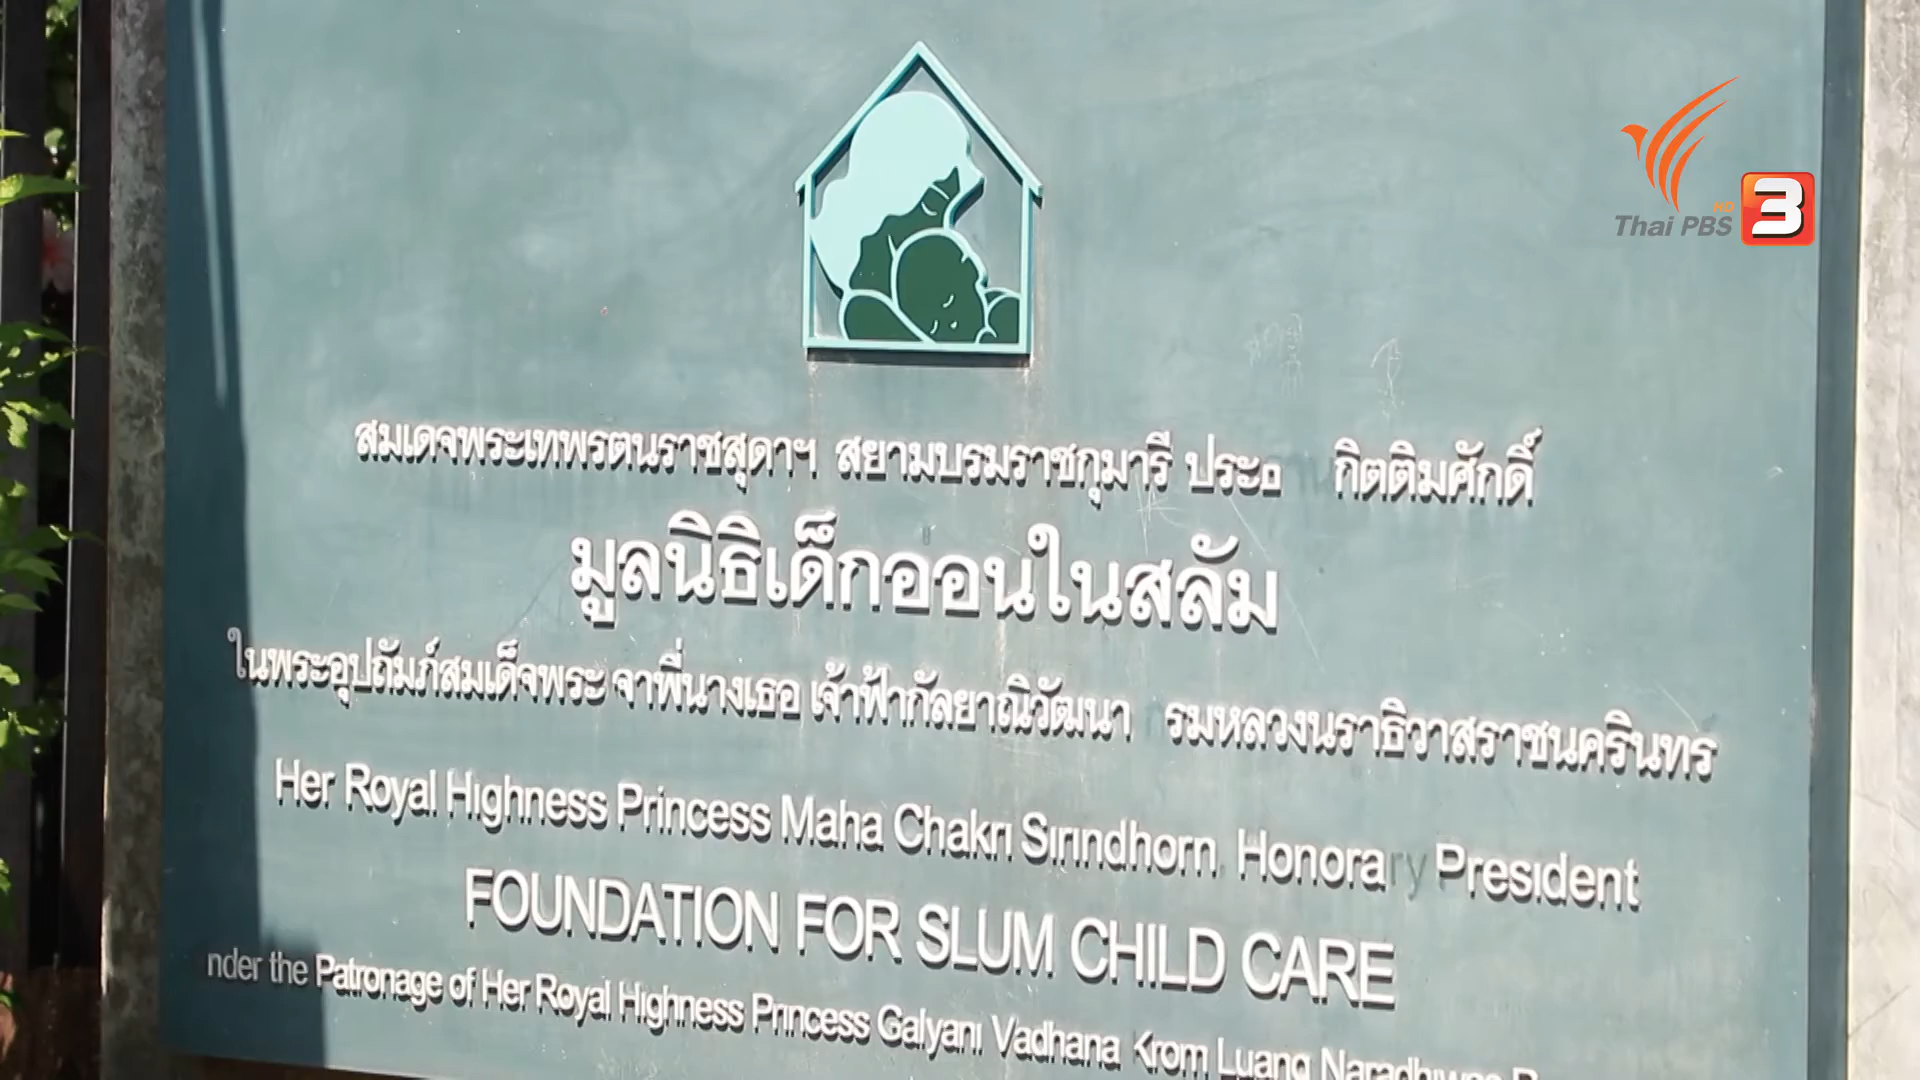 HD
Thai PBS 3
สมเดจพระเทพรตนราชสุดาฯ สยามบรมราชกุมารี ประธ กิตติมศักดิ์
มูลนิธิเด็กออนในสลัม
ในพระอุปถัมภ์สมเด็จพระ จาพี่นางเธอ เจ้าฟ้ากัลยาณิวัฒนา รมหลวงนราธิวาสราชนครินทร
Her Royal Highness Princess Maha Chakri Sirindhorn, Honorary President
FOUNDATION FOR SLUM CHILD CARE
nder the Patronage of Her Royal Highness Princess Galyani Vadhana Krom Luang